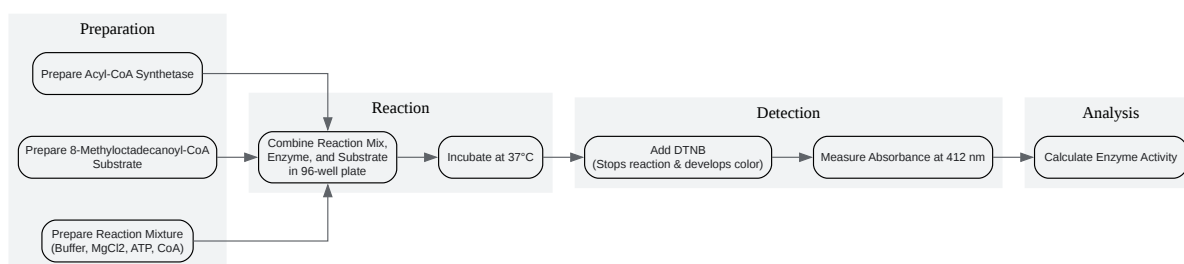 Preparation
Prepare Acyl-CoA Synthetase
Prepare 8-Methyloctadecanoyl-CoA
Substrate
Prepare Reaction Mixture
(Buffer, MgCl2, ATP, CoA)
Reaction
Combine Reaction Mix,
Enzyme, and Substrate
in 96-well plate
Incubate at 37°C
Detection
Add DTNB
(Stops reaction & develops color)
Measure Absorbance at 412 nm
Analysis
Calculate Enzyme Activity